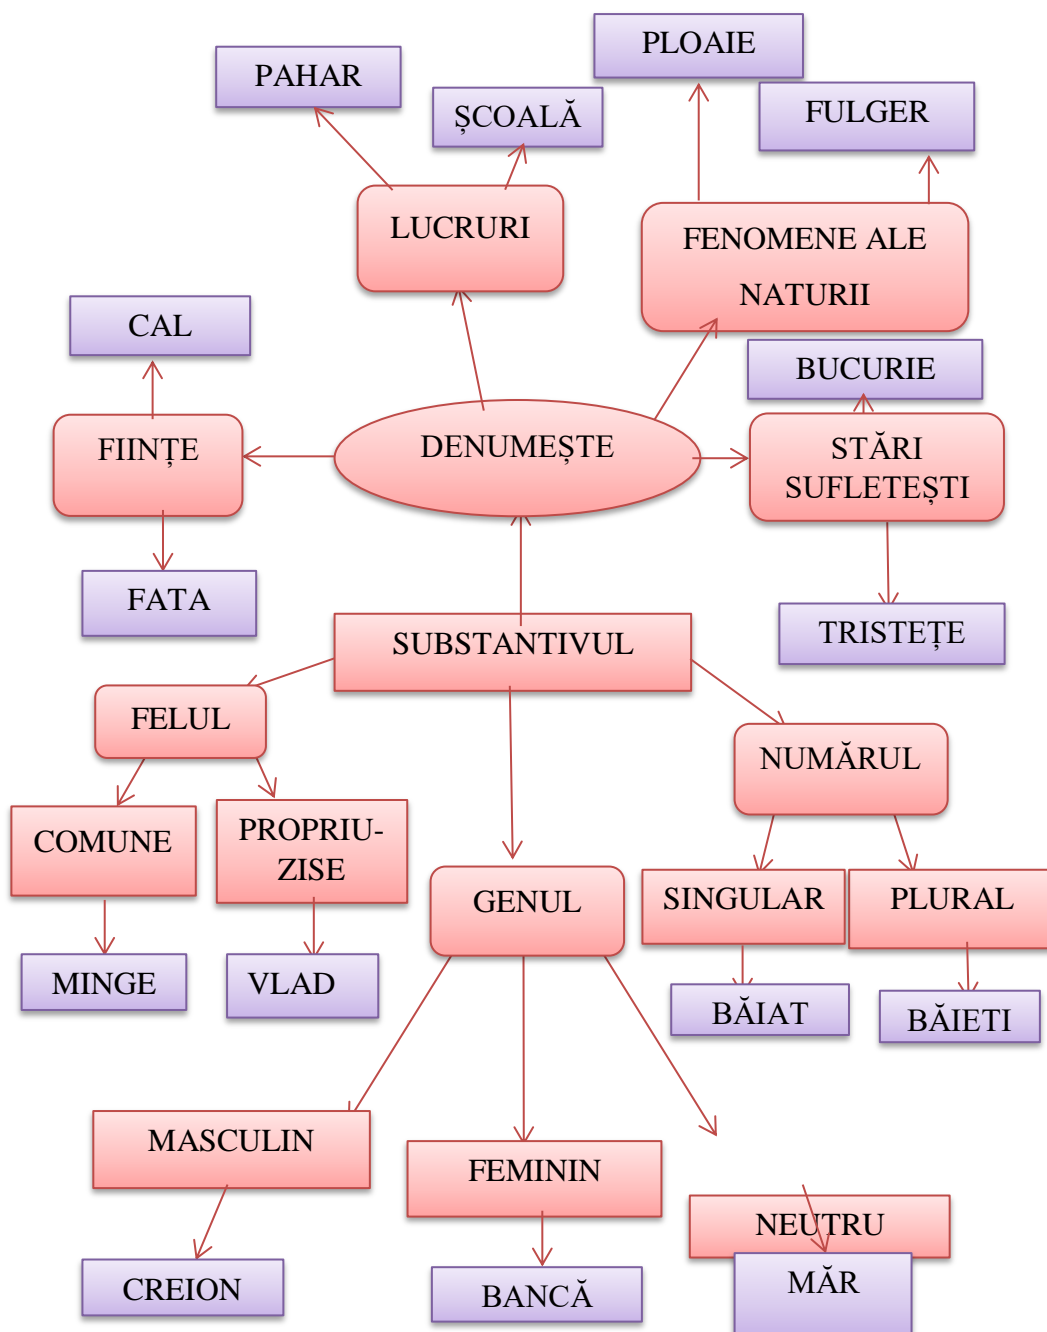 PLOAIE
PAHAR
FULGER
ȘCOALĂ
LUCRURI
FENOMENE ALE
NATURII
CAL
BUCURIE
FIINȚE
DENUMEȘTE
STĂRI
SUFLETEȘTI
FATA
TRISTEȚE
SUBSTANTIVUL
FELUL
NUMĂRUL
COMUNE
PROPRIU-
ZISE
GENUL
SINGULAR
PLURAL
MINGE
VLAD
BĂIAT
BĂIETI
MASCULIN
FEMININ
NEUTRU
CREION
BANCĂ
MĂR